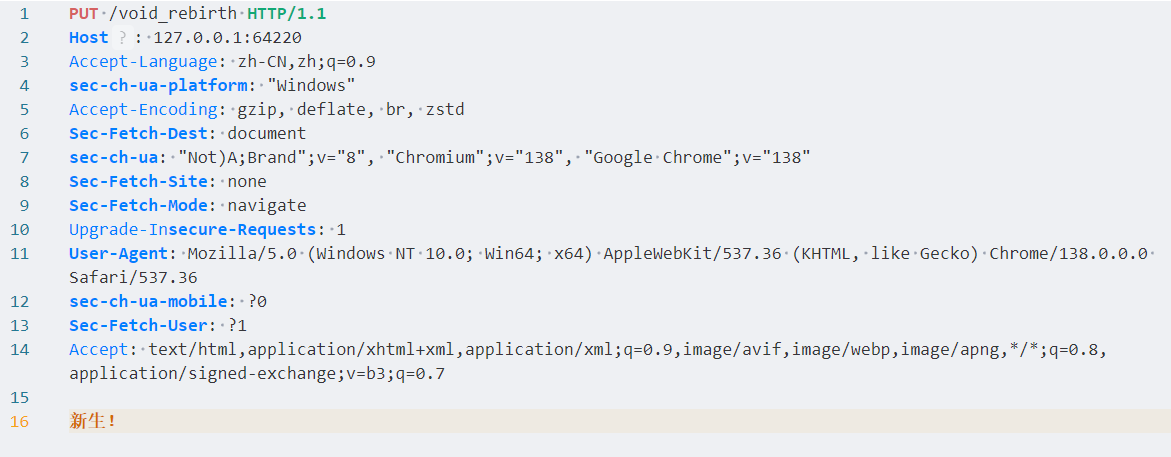 1 PUT /void_rebirth HTTP/1.1
2 Host ? : 127.0.0.1:64220
3 Accept-Language: zh-CN,zh;q=0.9
4 sec-ch-ua-platform: "Windows"
5 Accept-Encoding: gzip, deflate, br, zstd
6 Sec-Fetch-Dest: document
7 sec-ch-ua: "Not)A;Brand";v="8", "Chromium";v="138", "Google Chrome";v="138"
8 Sec-Fetch-Site: none
9 Sec-Fetch-Mode: navigate
10 Upgrade-Insecure-Requests: 1
11 User-Agent: Mozilla/5.0 (Windows NT 10.0; Win64; x64) AppleWebKit/537.36 (KHTML, like Gecko) Chrome/138.0.0.0
Safari/537.36
12 sec-ch-ua-mobile: ?0
13 Sec-Fetch-User: ?1
14 Accept: text/html,application/xhtml+xml,application/xml;q=0.9,image/avif,image/webp,image/apng,*/*;q=0.8,
application/signed-exchange;v=b3;q=0.7
15
16 新生!